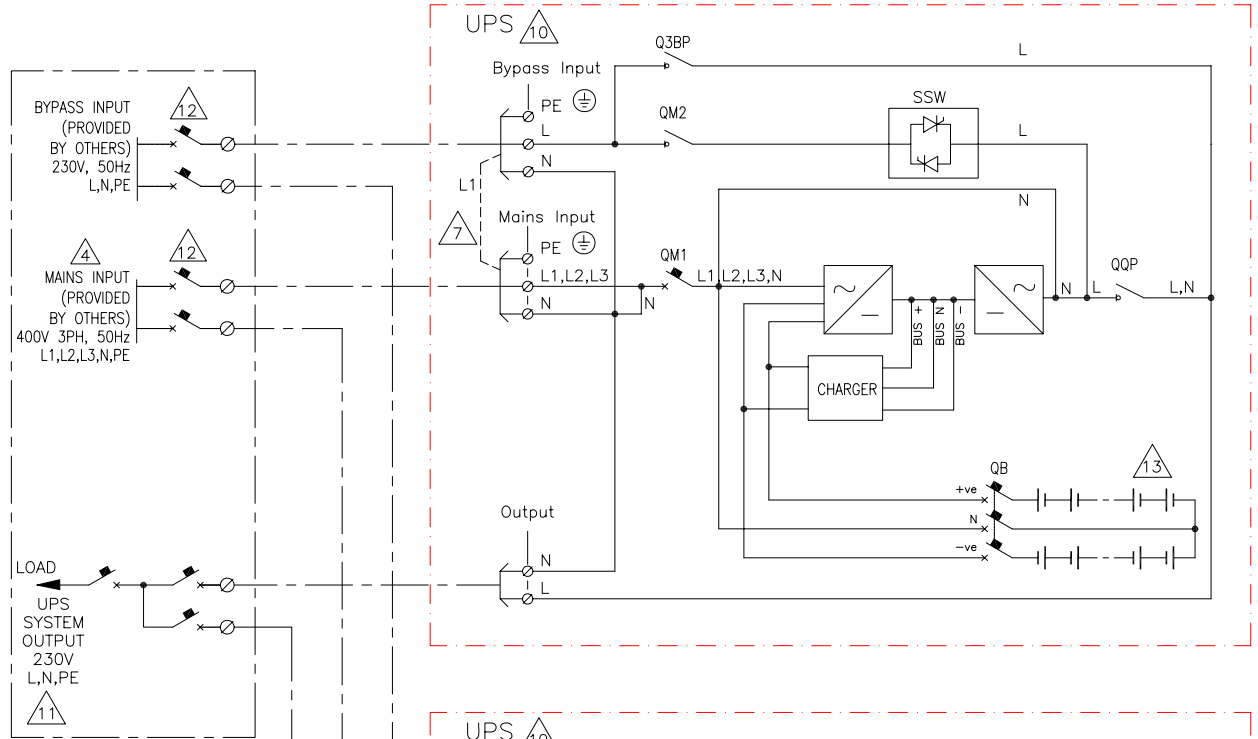 UPS 10
Q3BP
L
Bypass Input
PE
L
N
QM2
SSW
L
BYPASS INPUT
(PROVIDED
BY OTHERS)
230V, 50Hz
L,N,PE
12
L1
7
N
Mains Input
PE
L1,L2,L3
N
N
QM1
L1,L2,L3,N
4
12
MAINS INPUT
(PROVIDED
BY OTHERS)
400V 3PH, 50Hz
L1,L2,L3,N,PE
BUS +
BUS N
BUS -
N
L
QQP
L,N
CHARGER
QB
13
+ve
N
-ve
Output
N
L
LOAD
UPS
SYSTEM
OUTPUT
230V
L,N,PE
11
UPS 10